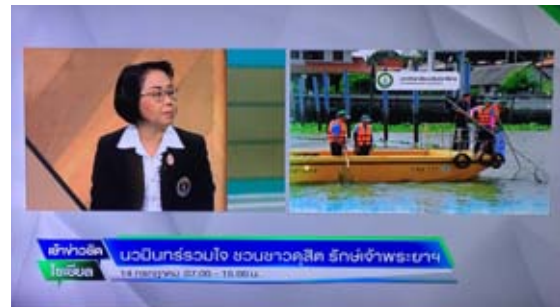 เช้าข่าวชัด
โซเชียล
นวมินทร์รวมใจ ชวนชาวดุสิต รักษ์เจ้าพระยาฯ
14 กรกฎาคม 07.00 - 15.00 น.